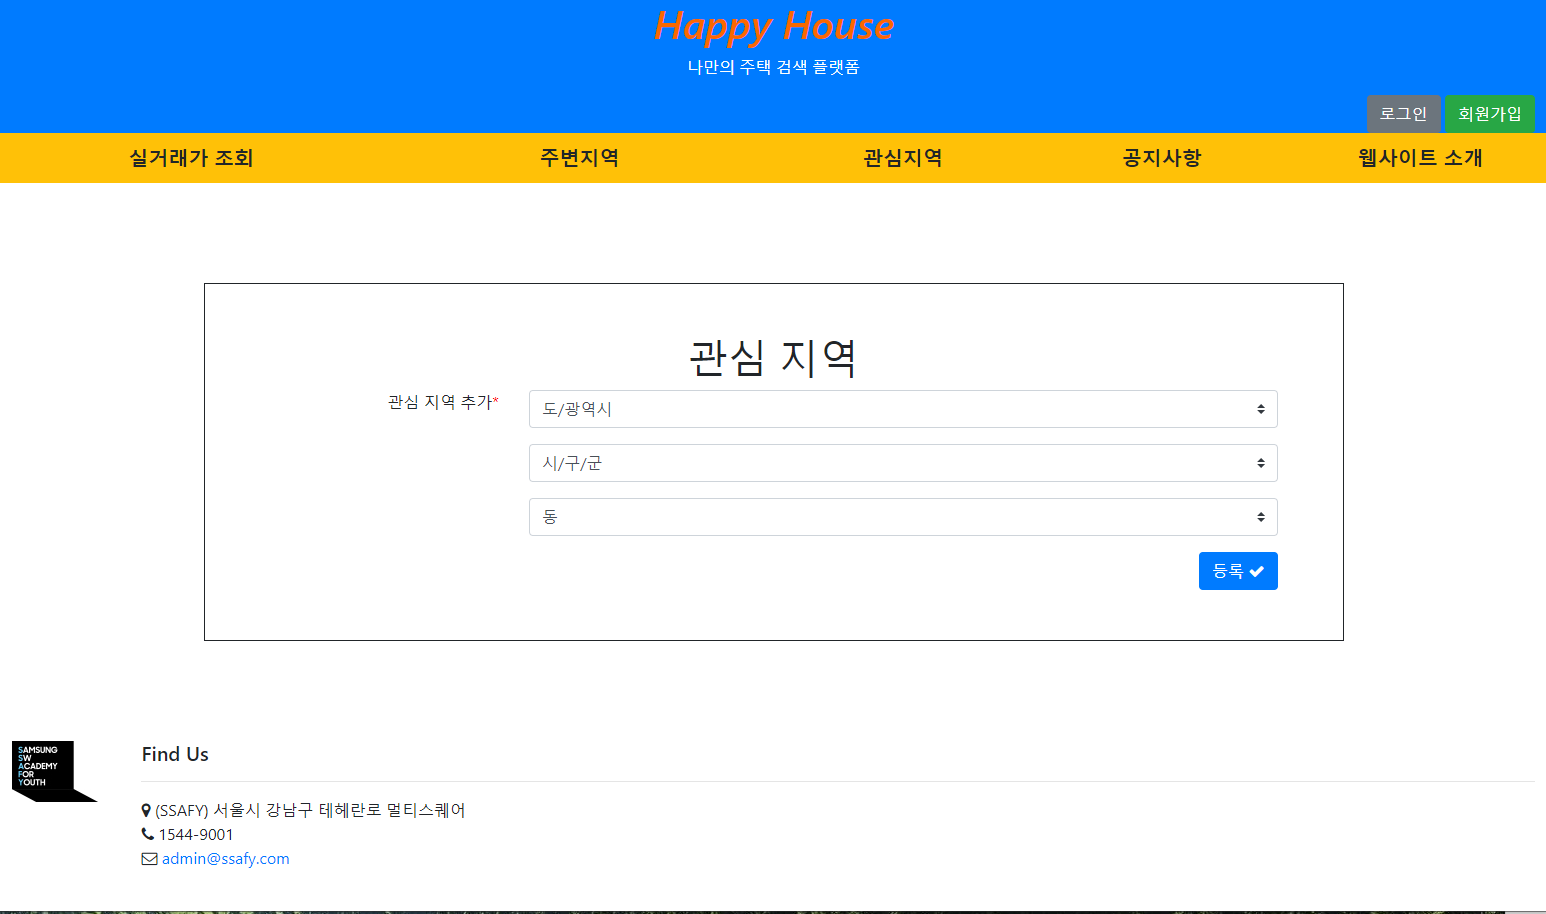 Happy House
나만의 주택 검색 플랫폼
로그인 회원가입
실거래가 조회 주변지역 관심지역 공지사항 웹사이트 소개
관심 지역
관심 지역 추가* 도/광역시
시/구/군
동
등록
SAMSUNG
SW
ACADEMY
FOR
YOUTH
Find Us
(SSAFY) 서울시 강남구 테헤란로 멀티스퀘어
1544-9001
admin@ssafy.com